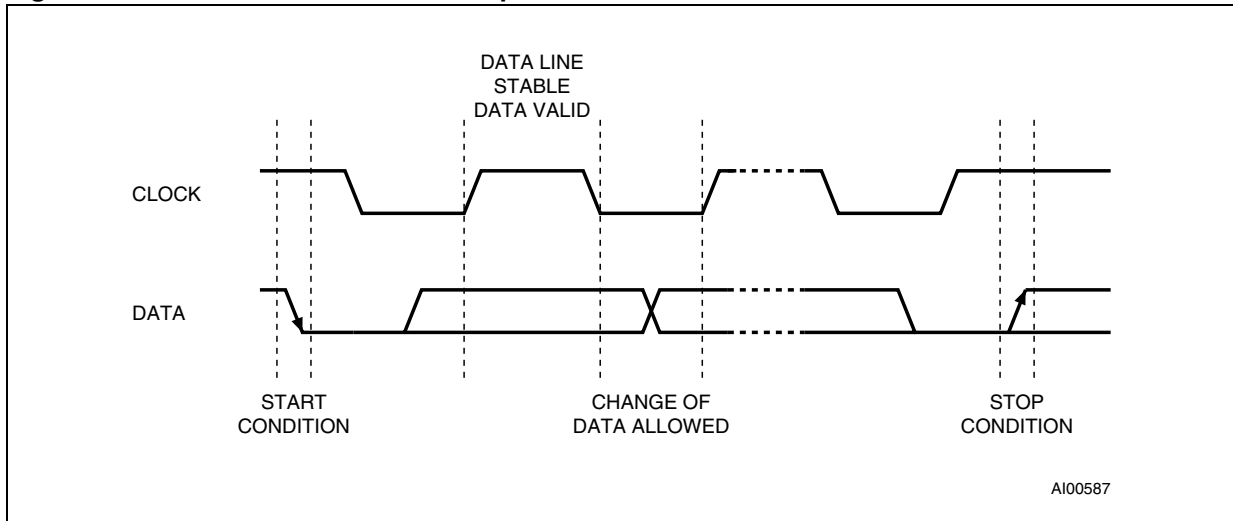 DATA LINE
STABLE
DATA VALID
CLOCK
DATA
START
CONDITION
CHANGE OF
DATA ALLOWED
STOP
CONDITION
AI00587